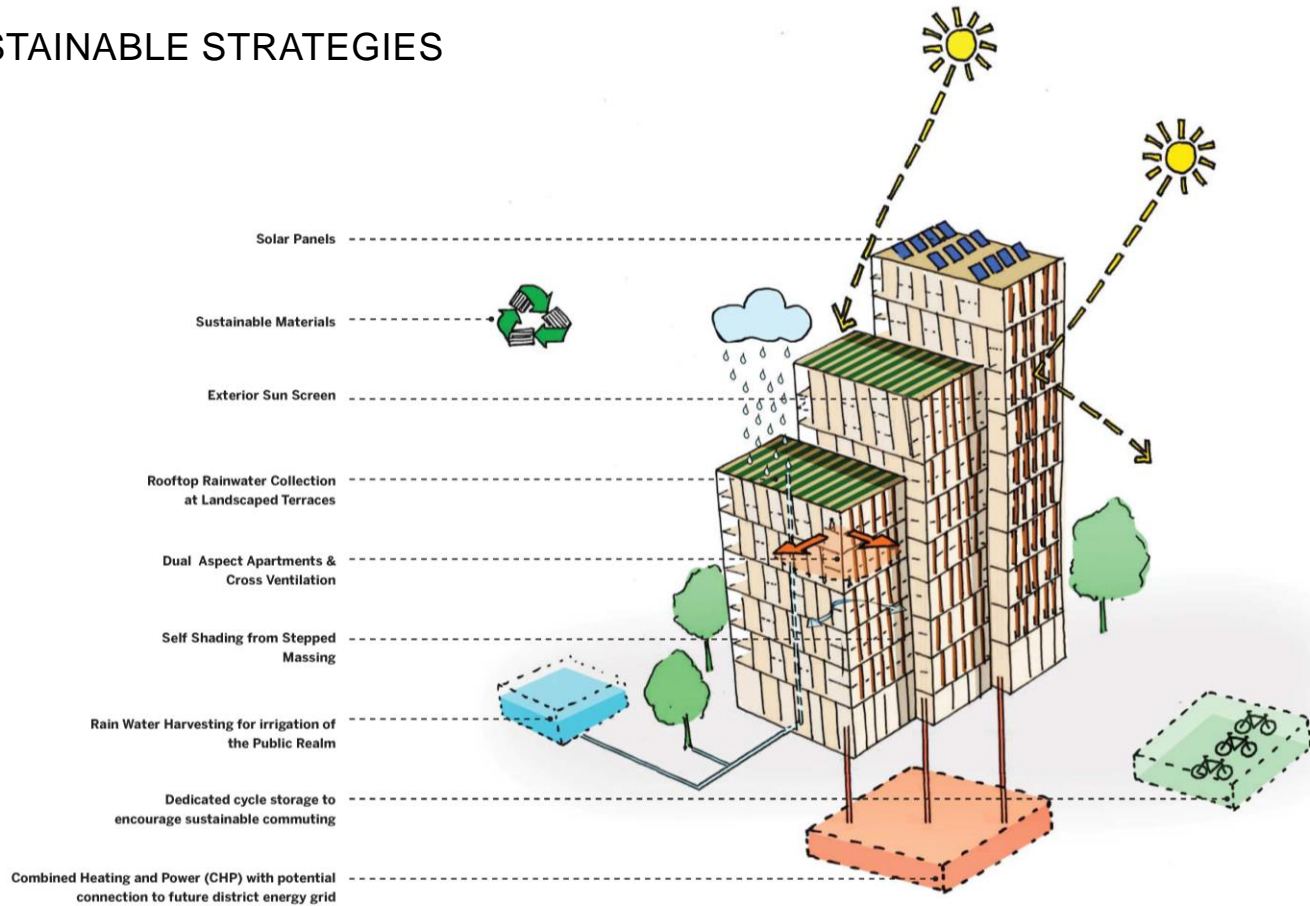 STAINABLE STRATEGIES
Solar Panels
Sustainable Materials
Exterior Sun Screen
Rooftop Rainwater Collection
at Landscaped Terraces
Dual Aspect Apartments &
Cross Ventilation
Self Shading from Stepped
Massing
Rain Water Harvesting for irrigation of
the Public Realm
Dedicated cycle storage to
encourage sustainable commuting
Combined Heating and Power (CHP) with potential
connection to future district energy grid